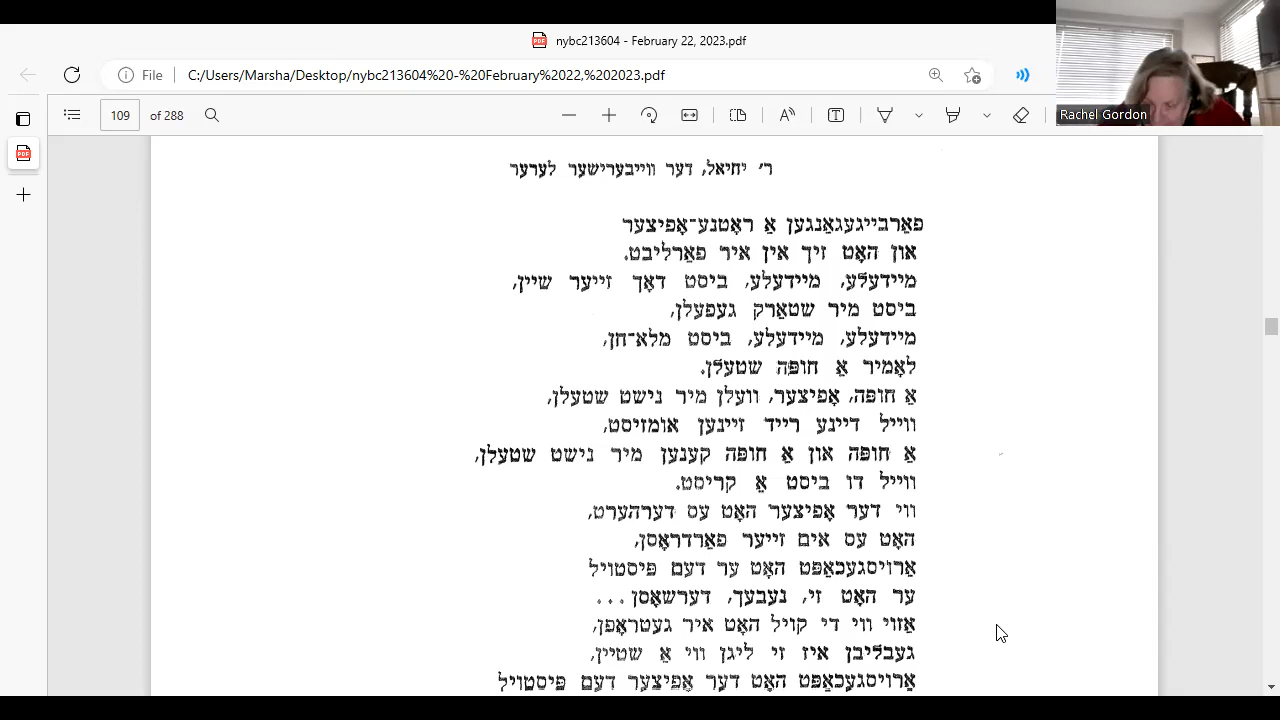 nybc213604 - February 22, 2023.pdf
File C:/Users/Marsha/Desktop/nybc213604%20-%20February%2022,%202023.pdf
Rachel Gordon
109 of 288
ר׳ יחיאל, דער ווייבערישער לערער
פֿאַרבייגעגאַנגען אַ ראָטנע־אָפיצער
און האָט זיך אין איר פאַרליבט.
מיידעלע, מיידעלע, ביסט דאָך זייער שיין,
ביסט מיר שטאַרק געפעלן,
מיידעלע, מיידעלע, ביסט מלא־חן,
לאָמיר אַ חופּה שטעלן.
אַ חופּה, אָפיצער, וועלן מיר נישט שטעלן,
ווייל דיינע רייד זיינען אומזיסט,
אַ חופּה און אַ חופּה קענען מיר נישט שטעלן,
ווייל דו ביסט אַ קריסט.
ווי דער אָפיצער האָט עס דערהערט,
האָט עס אים זייער פאַרדראָסן,
אַרויסגעכאַפּט האָט ער דעם פּיסטויל
ער האָט זי, נעבעך, דערשאָסן...
אַזוי ווי די קויל האָט איר געטראָפן,
געבליבן איז זי ליגן ווי אַ שטיין,
אַרויסגעכאַפּט האָט דער אָפיצער דעם פּיסטויל